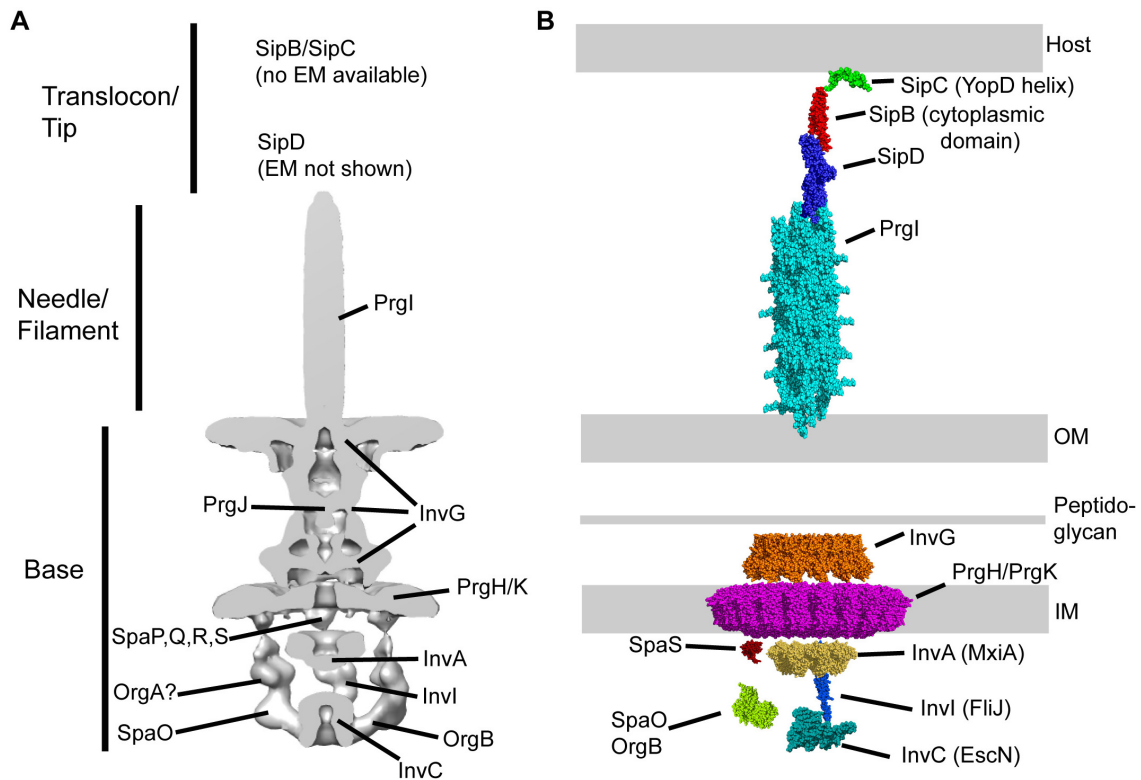 A
SipB/SipC
(no EM available)
Translocon/
Tip
SipD
(EM not shown)
Needle/
Filament
PrgI
Base
PrgJ
InvG
PrgH/K
SpaP,Q,R,S
InvA
OrgA?
InvI
SpaO
OrgB
InvC
B
Host
SipC (YopD helix)
SipB (cytoplasmic
domain)
SipD
PrgI
OM
Peptido-
glycan
InvG
PrgH/PrgK
IM
SpaS
InvA (MxiA)
InvI (FliJ)
SpaO
OrgB
InvC (EscN)